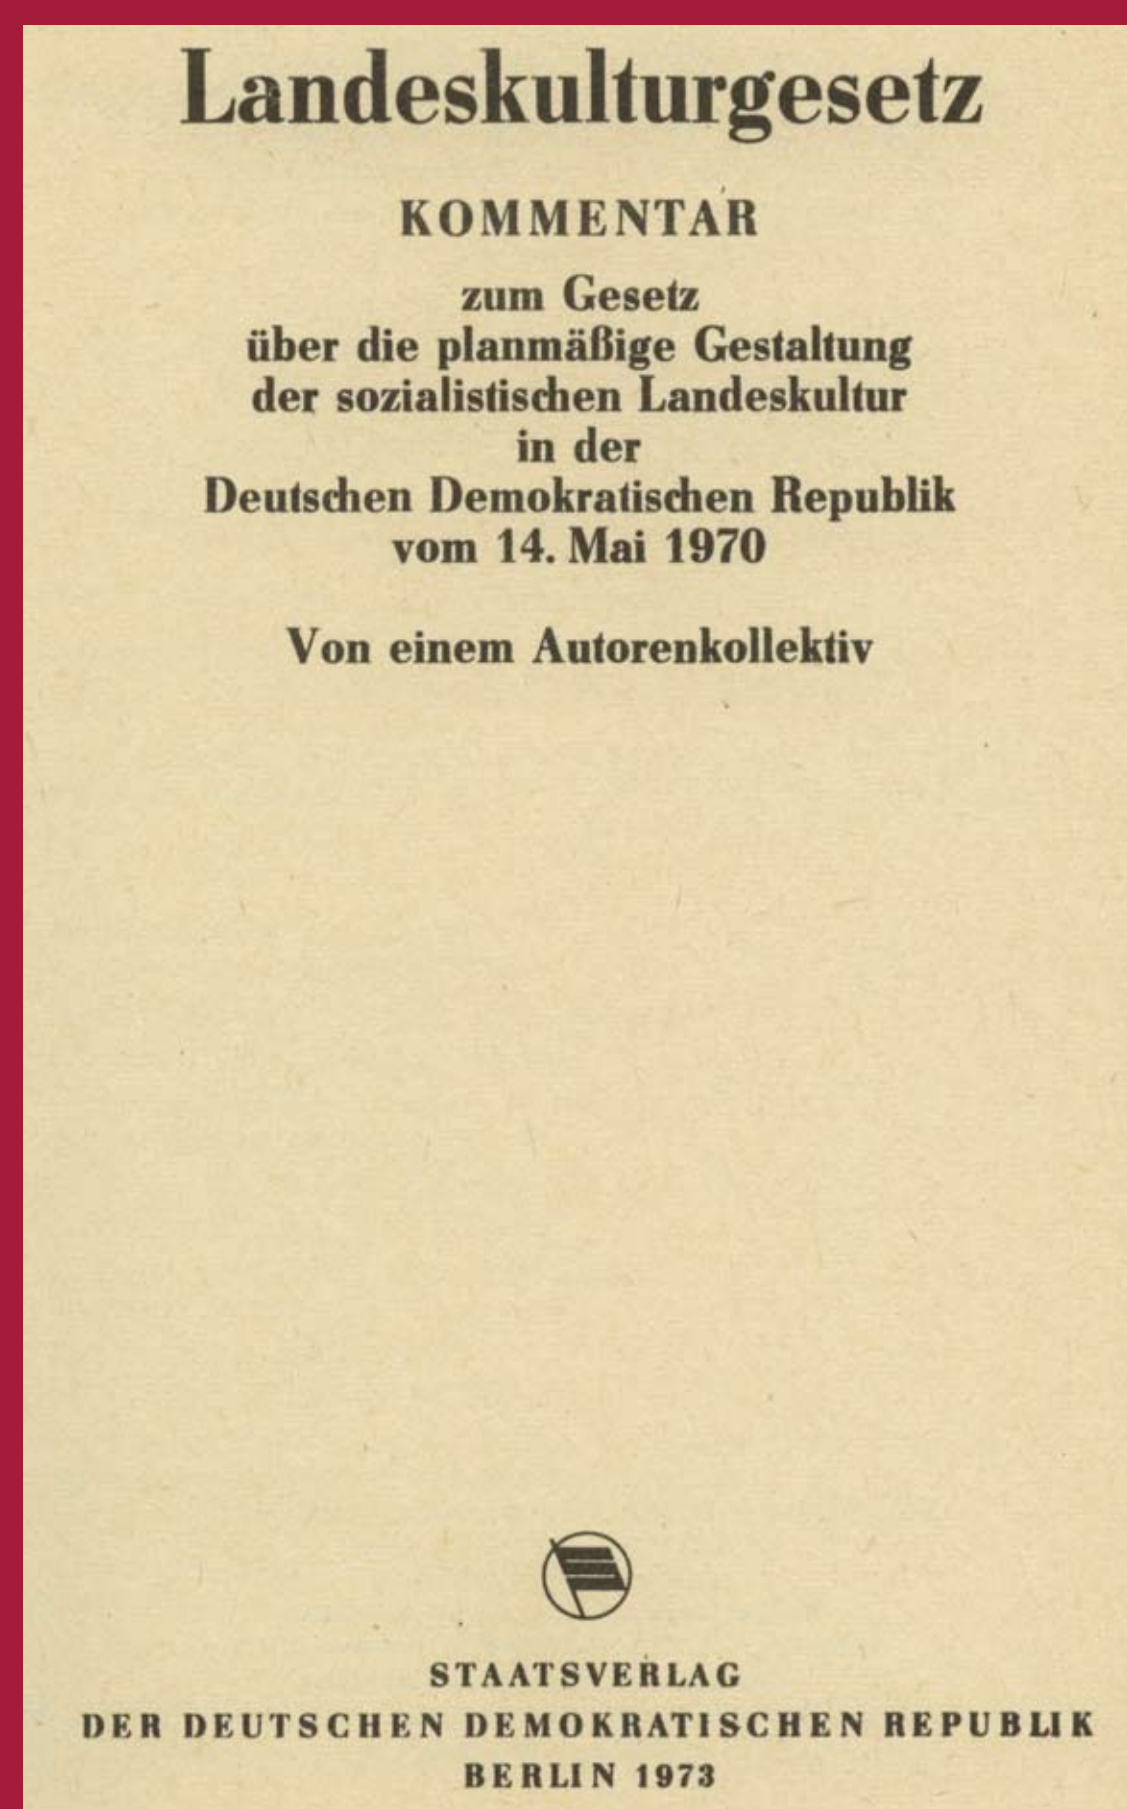 Landeskulturgesetz
KOMMENTAR
zum Gesetz
über die planmäßige Gestaltung
der sozialistischen Landeskultur
in der
Deutschen Demokratischen Republik
vom 14. Mai 1970
Von einem Autorenkollektiv
STAATSVERLAG
DER DEUTSCHEN DEMOKRATISCHEN REPUBLIK
BERLIN 1973